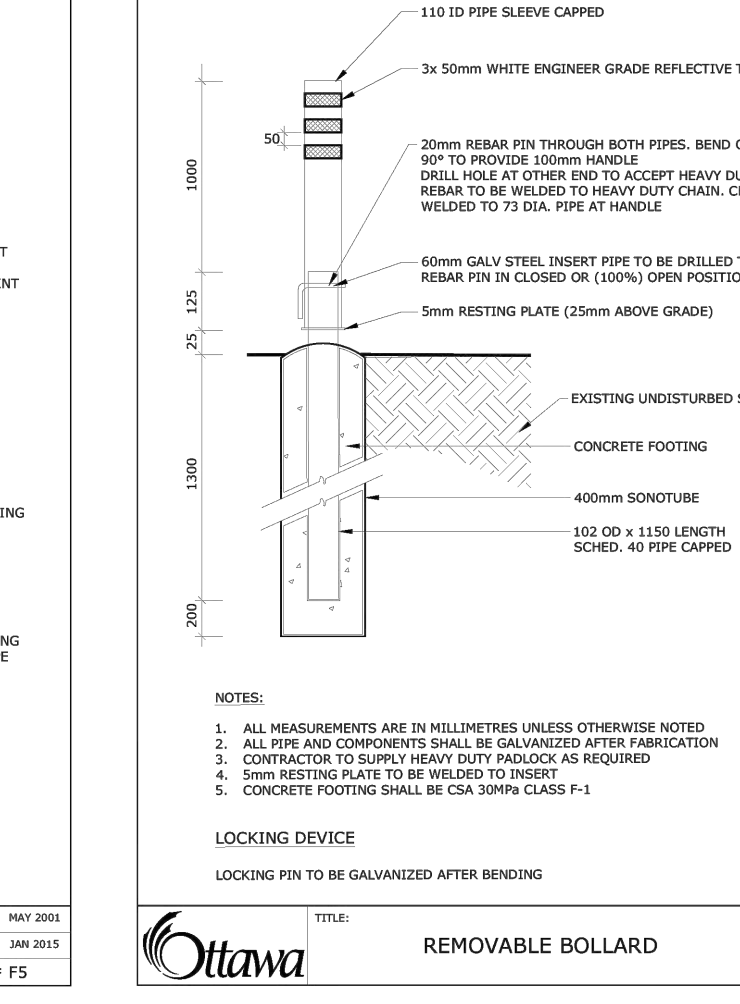 110 ID PIPE SLEEVE CAPPED
3x 50mm WHITE ENGINEER GRADE REFLECTIVE T
50
20mm REBAR PIN THROUGH BOTH PIPES. BEND
90° TO PROVIDE 100mm HANDLE
DRILL HOLE AT OTHER END TO ACCEPT HEAVY DU
REBAR TO BE WELDED TO HEAVY DUTY CHAIN. C
WELDED TO 73 DIA. PIPE AT HANDLE
1000
60mm GALV STEEL INSERT PIPE TO BE DRILLED T
REBAR PIN IN CLOSED OR (100%) OPEN POSITIO
125
5mm RESTING PLATE (25mm ABOVE GRADE)
25
EXISTING UNDISTURBED S
CONCRETE FOOTING
1300
400mm SONOTUBE
102 OD x 1150 LENGTH
SCHED. 40 PIPE CAPPED
200
T
NT
ING
NG
E
NOTES:
1. ALL MEASUREMENTS ARE IN MILLIMETRES UNLESS OTHERWISE NOTED
2. ALL PIPE AND COMPONENTS SHALL BE GALVANIZED AFTER FABRICATION
3. CONTRACTOR TO SUPPLY HEAVY DUTY PADLOCK AS REQUIRED
4. 5mm RESTING PLATE TO BE WELDED TO INSERT
5. CONCRETE FOOTING SHALL BE CSA 30MPa CLASS F-1
LOCKING DEVICE
LOCKING PIN TO BE GALVANIZED AFTER BENDING
MAY 2001
JAN 2015
F5
Ottawa
TITLE:
REMOVABLE BOLLARD